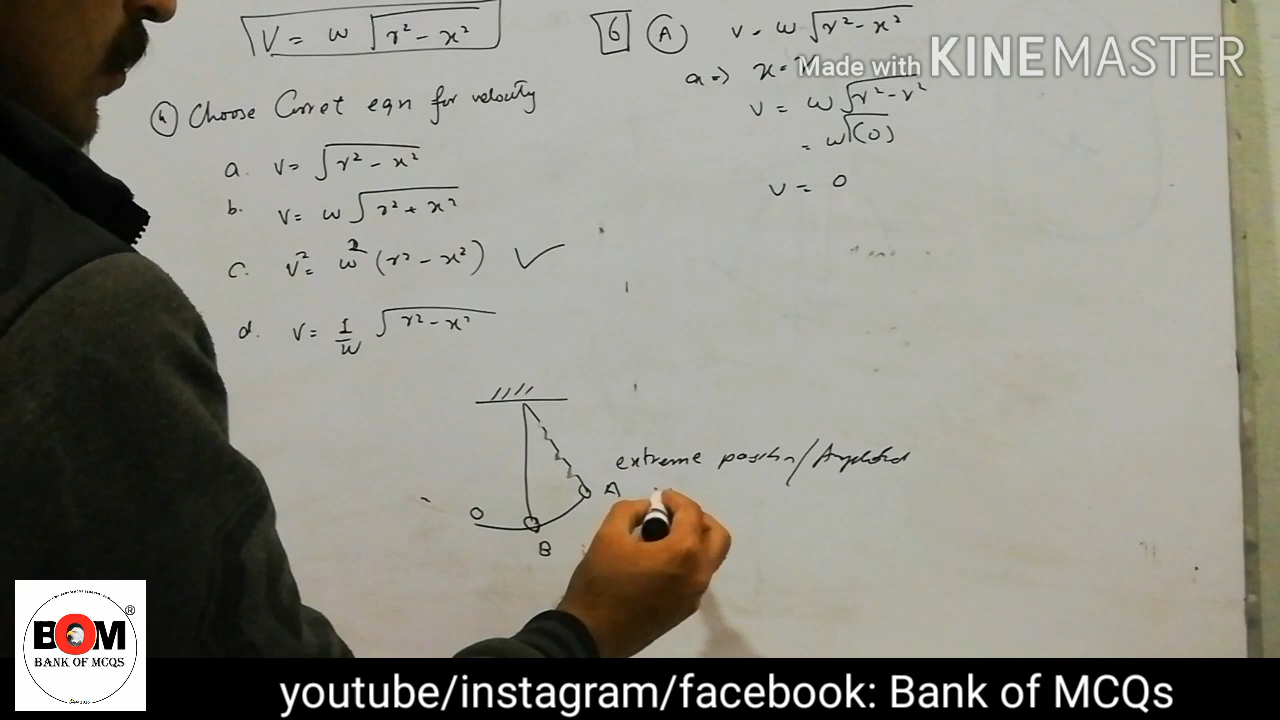 V = ω √r² - x²
4 Choose Corret eqn for velocity
a. V= √r² - x²
b. V= ω √r² + x²
c. V²= ω² (r² - x²) ✓
d. V= 1/W √r² - x²
6 A v = ω √r² - x²
a => x =
v = ω √r² - r²
= ω√(0)
v = 0
Made with KINEMASTER
extreme position/
A
B
BOM
®
BANK OF MCQS
youtube/instagram/facebook: Bank of MCQs